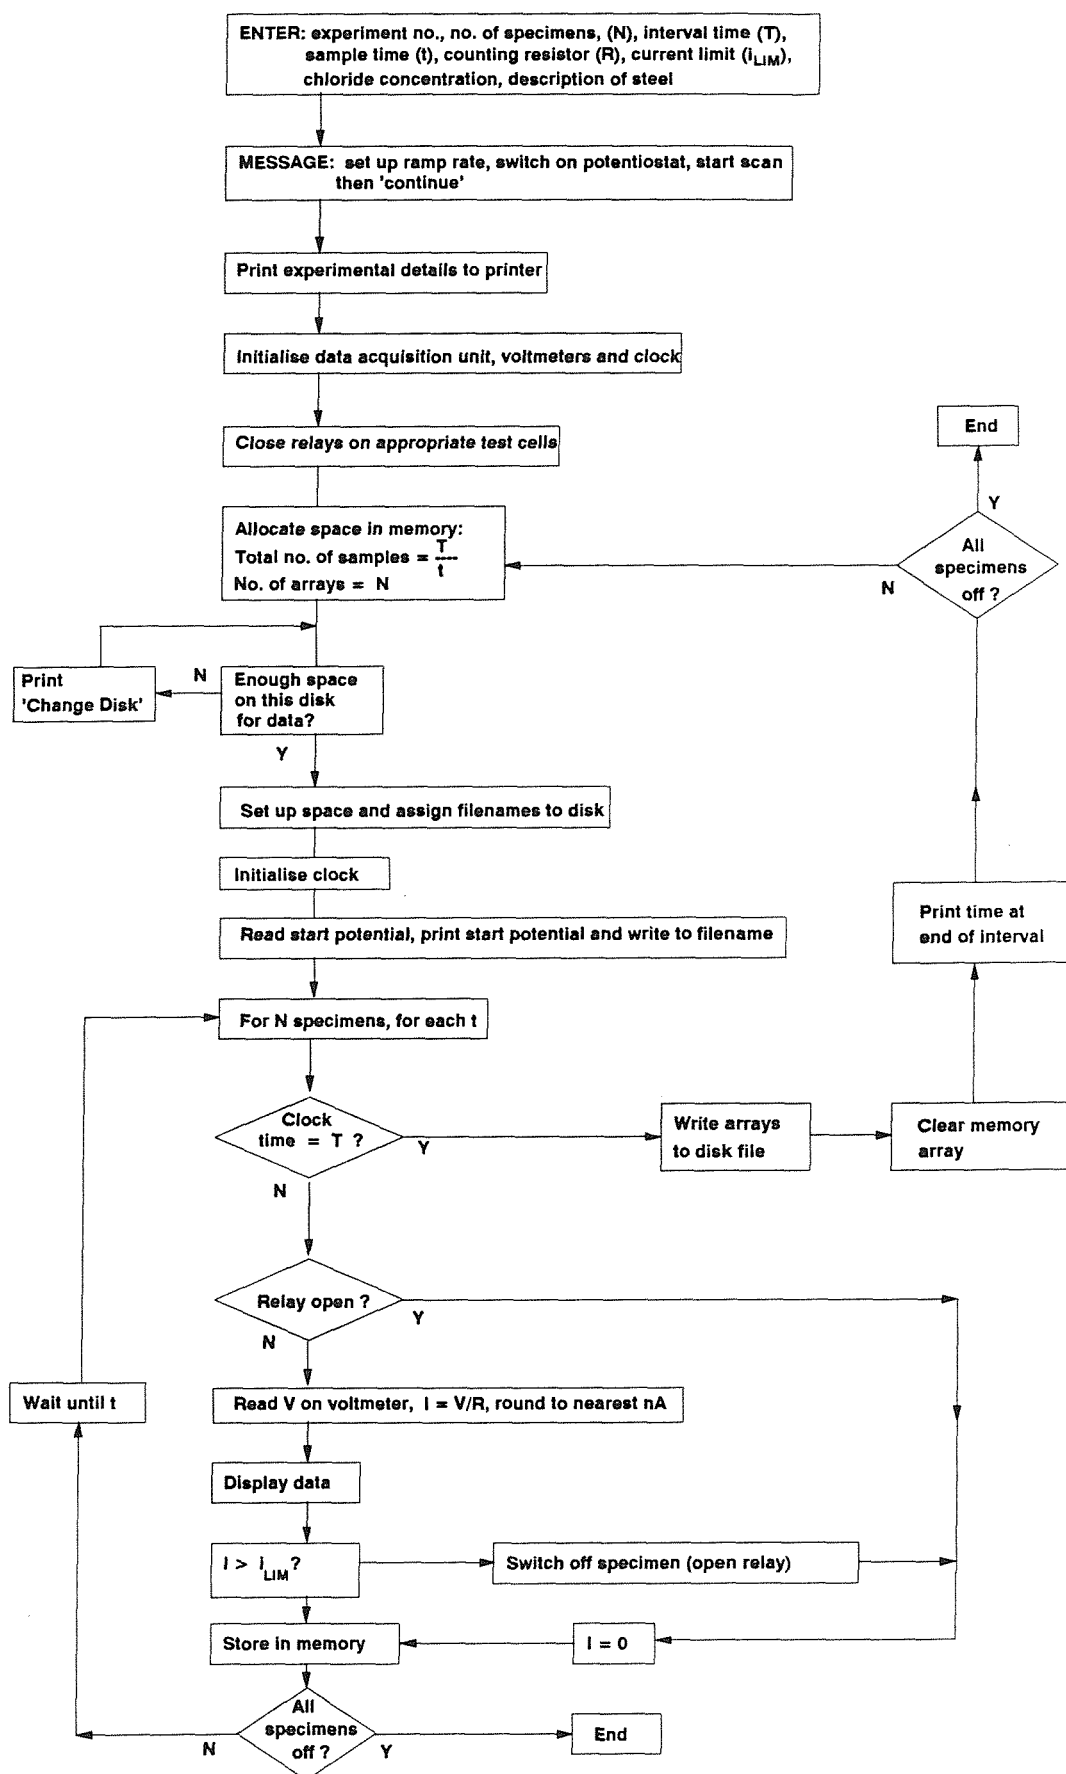 ENTER: experiment no., no. of specimens, (N), interval time (T),
sample time (t), counting resistor (R), current limit (i_LIM),
chloride concentration, description of steel
MESSAGE: set up ramp rate, switch on potentiostat, start scan
then 'continue'
Print experimental details to printer
Initialise data acquisition unit, voltmeters and clock
Close relays on appropriate test cells
End
Y
All
specimens
off ?
N
Allocate space in memory:
Total no. of samples = T/t
No. of arrays = N
Print
'Change Disk'
N
Enough space
on this disk
for data?
Y
Set up space and assign filenames to disk
Initialise clock
Read start potential, print start potential and write to filename
Print time at
end of interval
For N specimens, for each t
Clock
time = T ?
Y
N
Write arrays
to disk file
Clear memory
array
Relay open ?
Y
N
Wait until t
Read V on voltmeter, I = V/R, round to nearest nA
Display data
I > i_LIM?
Switch off specimen (open relay)
Store in memory
I = 0
All
specimens
off ?
N
Y
End